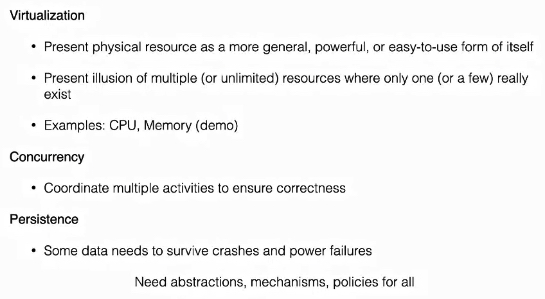 Virtualization
• Present physical resource as a more general, powerful, or easy-to-use form of itself
• Present illusion of multiple (or unlimited) resources where only one (or a few) really
exist
• Examples: CPU, Memory (demo)
Concurrency
• Coordinate multiple activities to ensure correctness
Persistence
• Some data needs to survive crashes and power failures
Need abstractions, mechanisms, policies for all